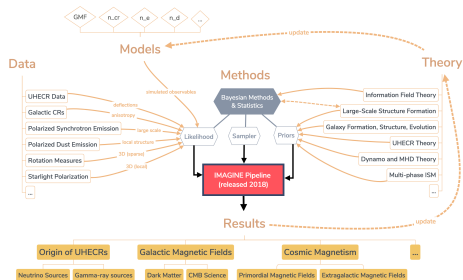 GMF
n_cr
n_e
n_d
...
update
Models
Data
Theory
Methods
simulated observables
Bayesian Methods
& Statistics
UHECR Data
Galactic CRs
Polarized Synchrotron Emission
Polarized Dust Emission
Rotation Measures
Starlight Polarization
...
deflections
anisotropy
large-scale
local structure
3D (sparse)
3D (local)
Likelihood
Sampler
Priors
Information Field Theory
Large-Scale Structure Formation
Galaxy Formation, Structure, Evolution
UHECR Theory
Dynamo and MHD Theory
Multi-phase ISM
...
IMAGINE Pipeline
(released 2018)
Results
update
Origin of UHECRs
Galactic Magnetic Fields
Cosmic Magnetism
...
Neutrino Sources
Gamma-ray sources
Dark Matter
CMB Science
Primordial Magnetic Fields
Extragalactic Magnetic Fields